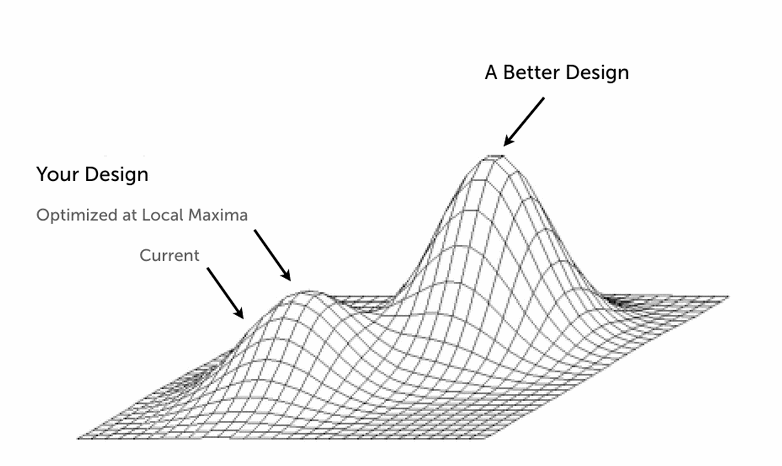 A Better Design
Your Design
Optimized at Local Maxima
Current